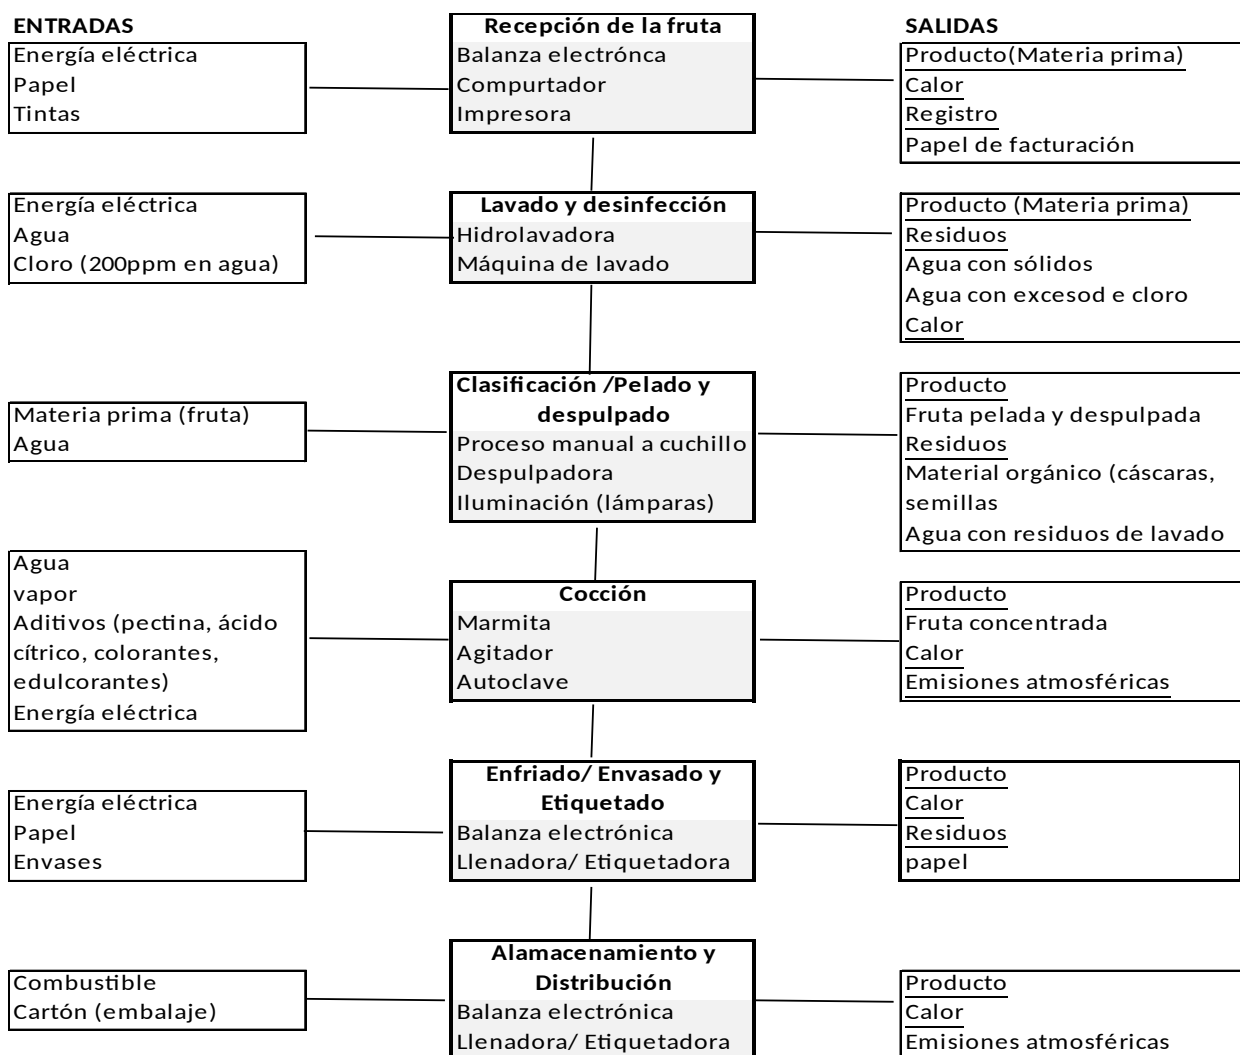 ENTRADAS
Recepción de la fruta
SALIDAS
Energía eléctrica
Papel
Tintas
Balanza electrónca
Compurtador
Impresora
Producto(Materia prima)
Calor
Registro
Papel de facturación
Energía eléctrica
Agua
Cloro (200ppm en agua)
Lavado y desinfección
Hidrolavadora
Máquina de lavado
Producto (Materia prima)
Residuos
Agua con sólidos
Agua con excesod e cloro
Calor
Materia prima (fruta)
Agua
Clasificación /Pelado y
despulpado
Proceso manual a cuchillo
Despulpadora
Iluminación (lámparas)
Producto
Fruta pelada y despulpada
Residuos
Material orgánico (cáscaras,
semillas
Agua con residuos de lavado
Agua
vapor
Aditivos (pectina, ácido
cítrico, colorantes,
edulcorantes)
Energía eléctrica
Cocción
Marmita
Agitador
Autoclave
Producto
Fruta concentrada
Calor
Emisiones atmosféricas
Energía eléctrica
Papel
Envases
Enfriado/ Envasado y
Etiquetado
Balanza electrónica
Llenadora/ Etiquetadora
Producto
Calor
Residuos
papel
Combustible
Cartón (embalaje)
Alamacenamiento y
Distribución
Balanza electrónica
Llenadora/ Etiquetadora
Producto
Calor
Emisiones atmosféricas